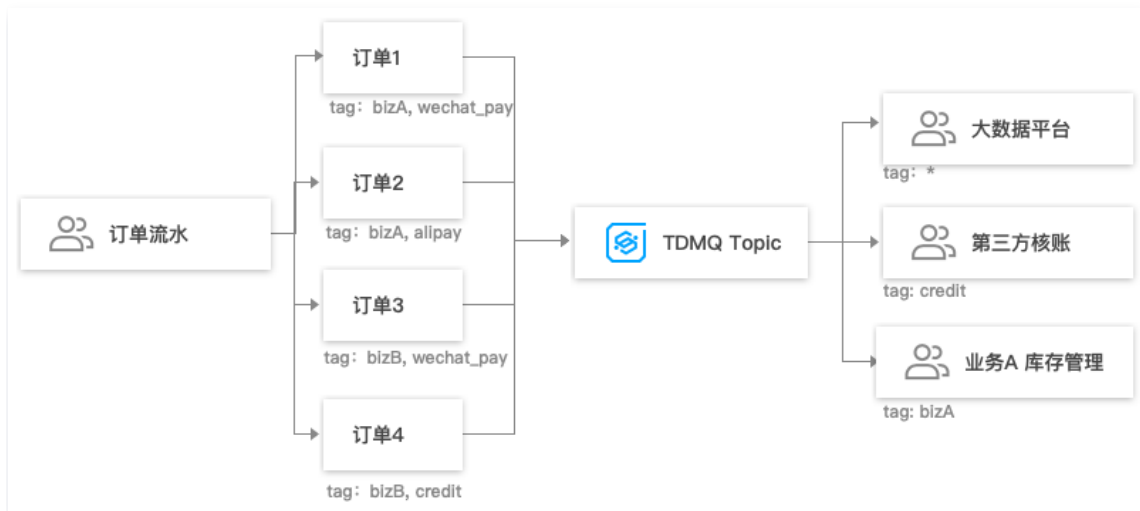 订单流水
订单1
tag：bizA, wechat_pay
订单2
tag：bizA, alipay
订单3
tag：bizB, wechat_pay
订单4
tag：bizB, credit
TDMQ Topic
大数据平台
tag：*
第三方核账
tag: credit
业务A 库存管理
tag: bizA